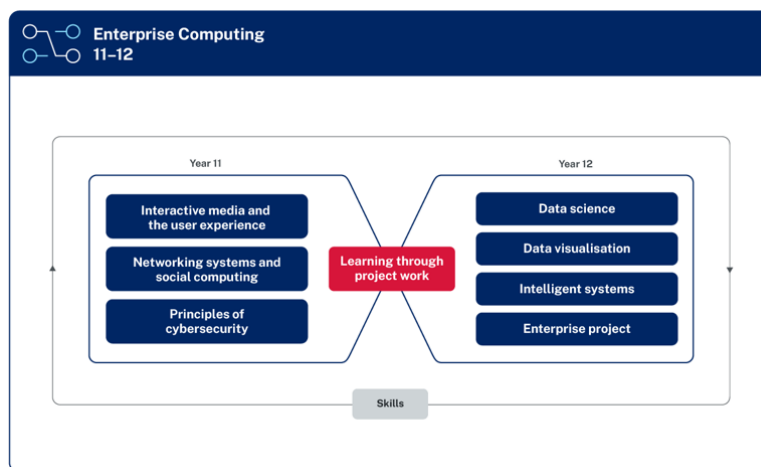 Enterprise Computing
11–12
Year 11
Interactive media and
the user experience
Networking systems and
social computing
Principles of
cybersecurity
Learning through
project work
Year 12
Data science
Data visualisation
Intelligent systems
Enterprise project
Skills